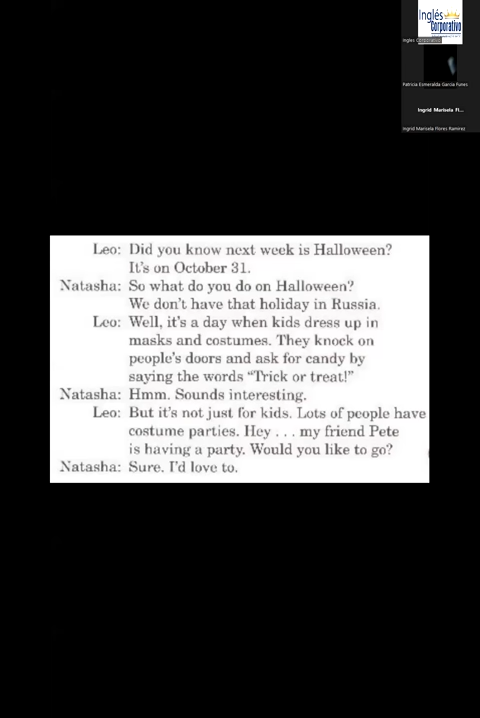 Inglés
Corporativo
Ingles Corporativo
Patricia Esmeralda Garcia Funes
Ingrid Marisela Fl...
Ingrid Marisela Flores Ramirez
Leo: Did you know next week is Halloween?
It's on October 31.
Natasha: So what do you do on Halloween?
We don't have that holiday in Russia.
Leo: Well, it's a day when kids dress up in
masks and costumes. They knock on
people's doors and ask for candy by
saying the words “Trick or treat!”
Natasha: Hmm. Sounds interesting.
Leo: But it's not just for kids. Lots of people have
costume parties. Hey . . . my friend Pete
is having a party. Would you like to go?
Natasha: Sure. I'd love to.